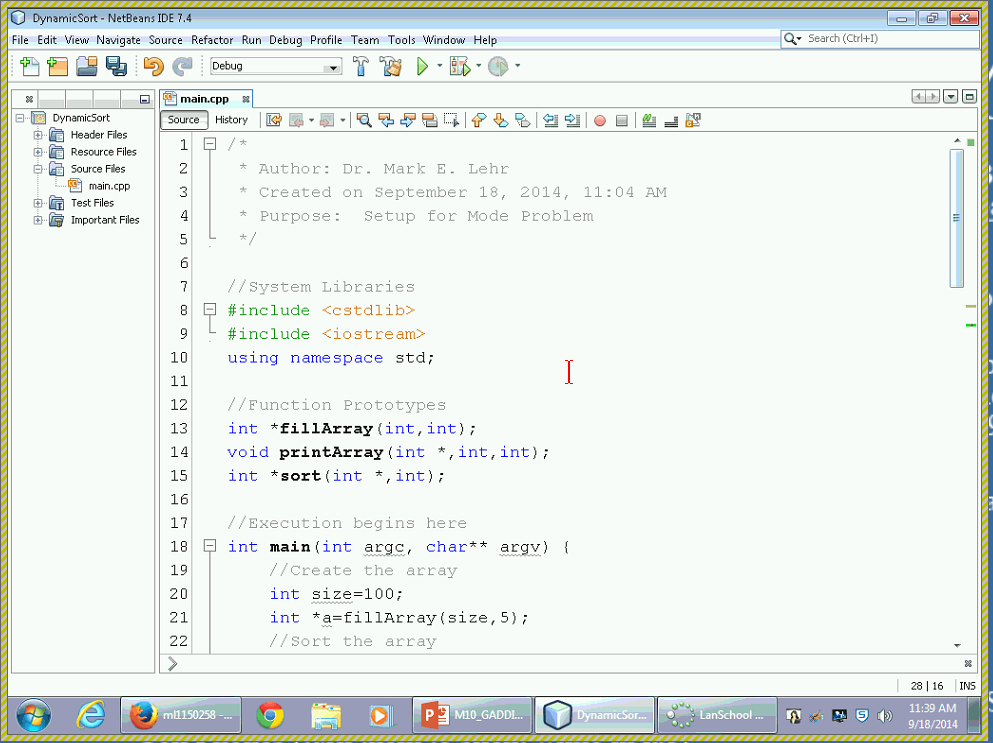 DynamicSort - NetBeans IDE 7.4
File Edit View Navigate Source Refactor Run Debug Profile Team Tools Window Help
Search (Ctrl+I)
Debug
main.cpp
DynamicSort
Header Files
Resource Files
Source Files
main.cpp
Test Files
Important Files
Source History
1 /*
2 * Author: Dr. Mark E. Lehr
3 * Created on September 18, 2014, 11:04 AM
4 * Purpose:  Setup for Mode Problem
5 */
6
7 //System Libraries
8 #include <cstdlib>
9 #include <iostream>
10 using namespace std;
11
12 //Function Prototypes
13 int *fillArray(int,int);
14 void printArray(int *,int,int);
15 int *sort(int *,int);
16
17 //Execution begins here
18 int main(int argc, char** argv) {
19 //Create the array
20 int size=100;
21 int *a=fillArray(size,5);
22 //Sort the array
28 | 16 INS
ml1150258 -...
M10_GADDI...
DynamicSor...
LanSchool ...
11:39 AM
9/18/2014